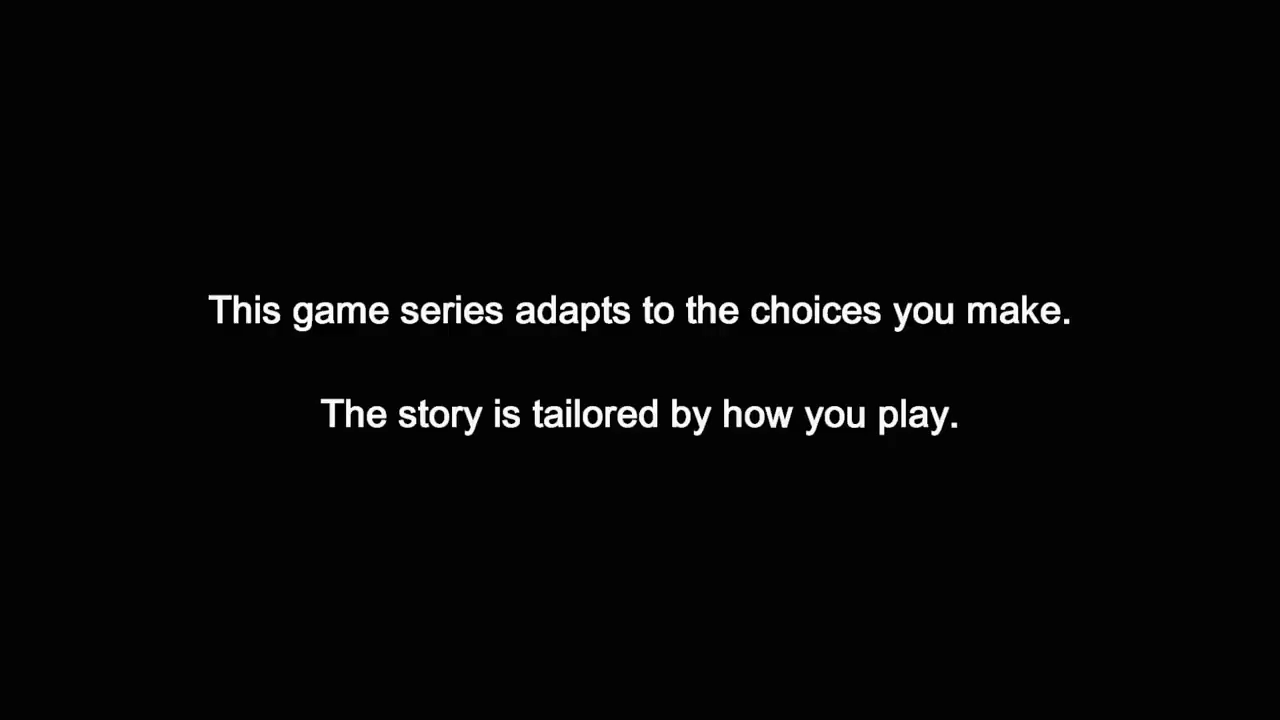 This game series adapts to the choices you make.
The story is tailored by how you play.